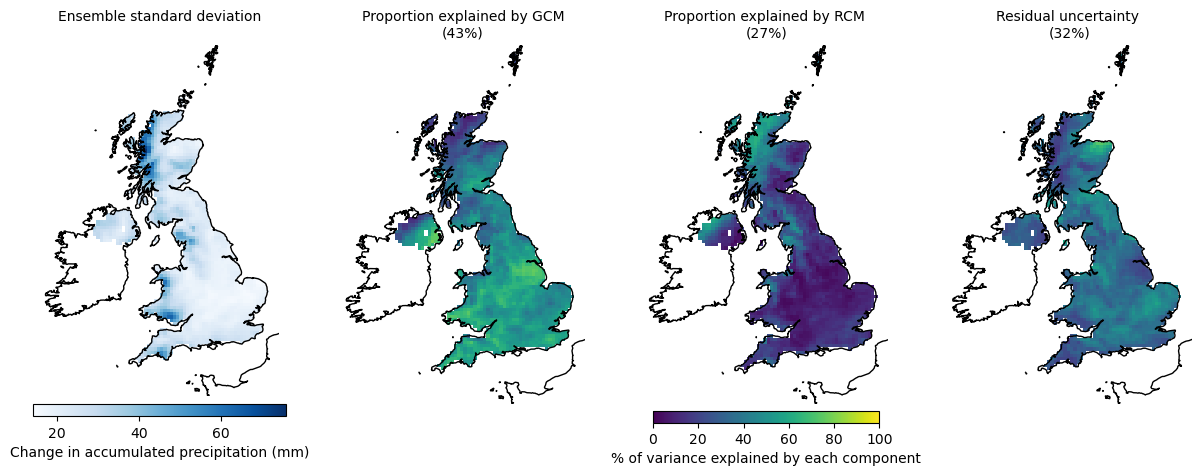 Ensemble standard deviation
Proportion explained by GCM
(43%)
Proportion explained by RCM
(27%)
Residual uncertainty
(32%)
20 40 60
Change in accumulated precipitation (mm)
0 20 40 60 80 100
% of variance explained by each component